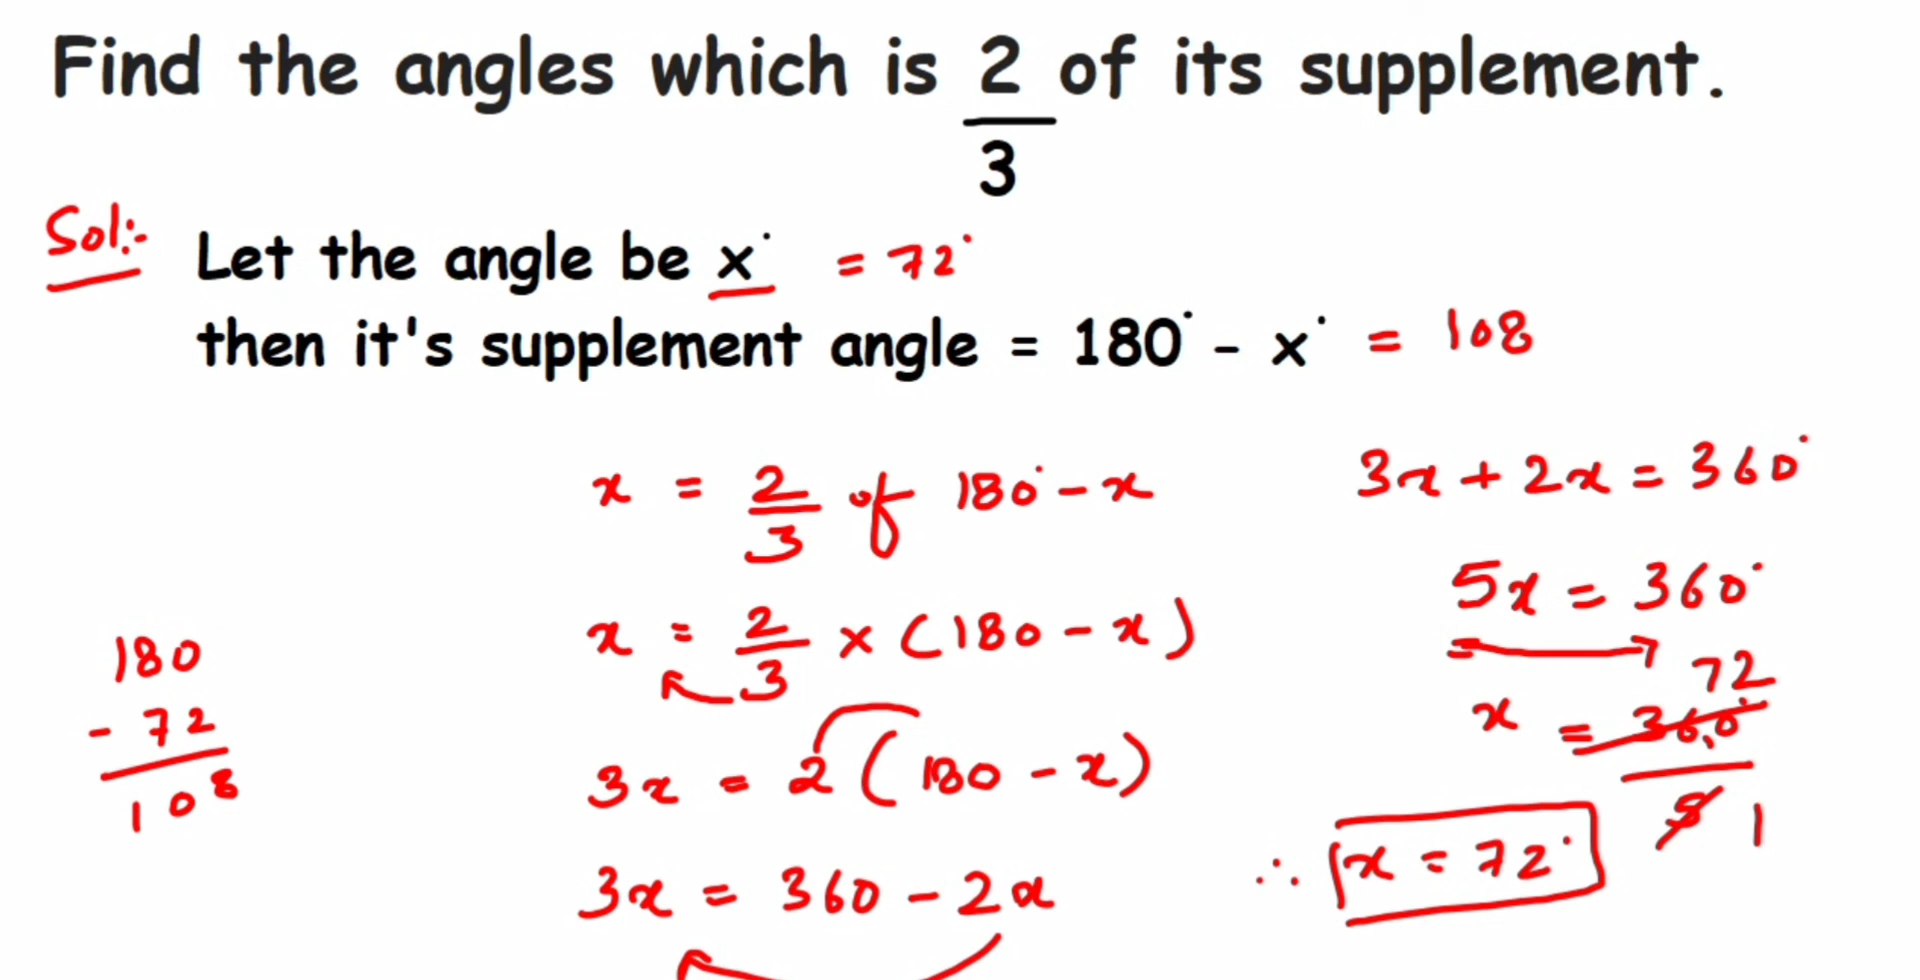 Find the angles which is 2/3 of its supplement.
Sol:-
Let the angle be x° = 72°
then it's supplement angle = 180° - x° = 108
x = 2/3 of 180° - x
x = 2/3 × (180 - x)
3x = 2(180 - x)
3x = 360 - 2x
180
- 72
108
3x + 2x = 360°
5x = 360°
72
x = 360°
5 1
∴ x = 72°